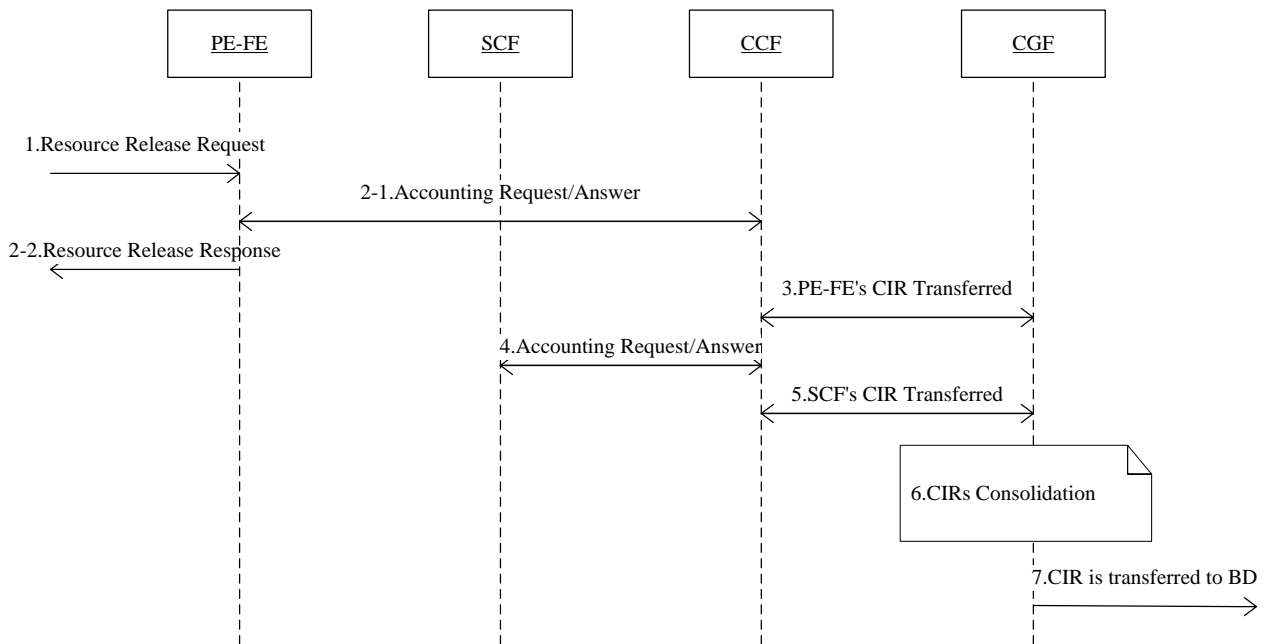 PE-FE
SCF
CCF
CGF
1.Resource Release Request
2-1.Accounting Request/Answer
2-2.Resource Release Response
3.PE-FE's CIR Transferred
4.Accounting Request/Answer
5.SCF's CIR Transferred
6.CIRs Consolidation
7.CIR is transferred to BD